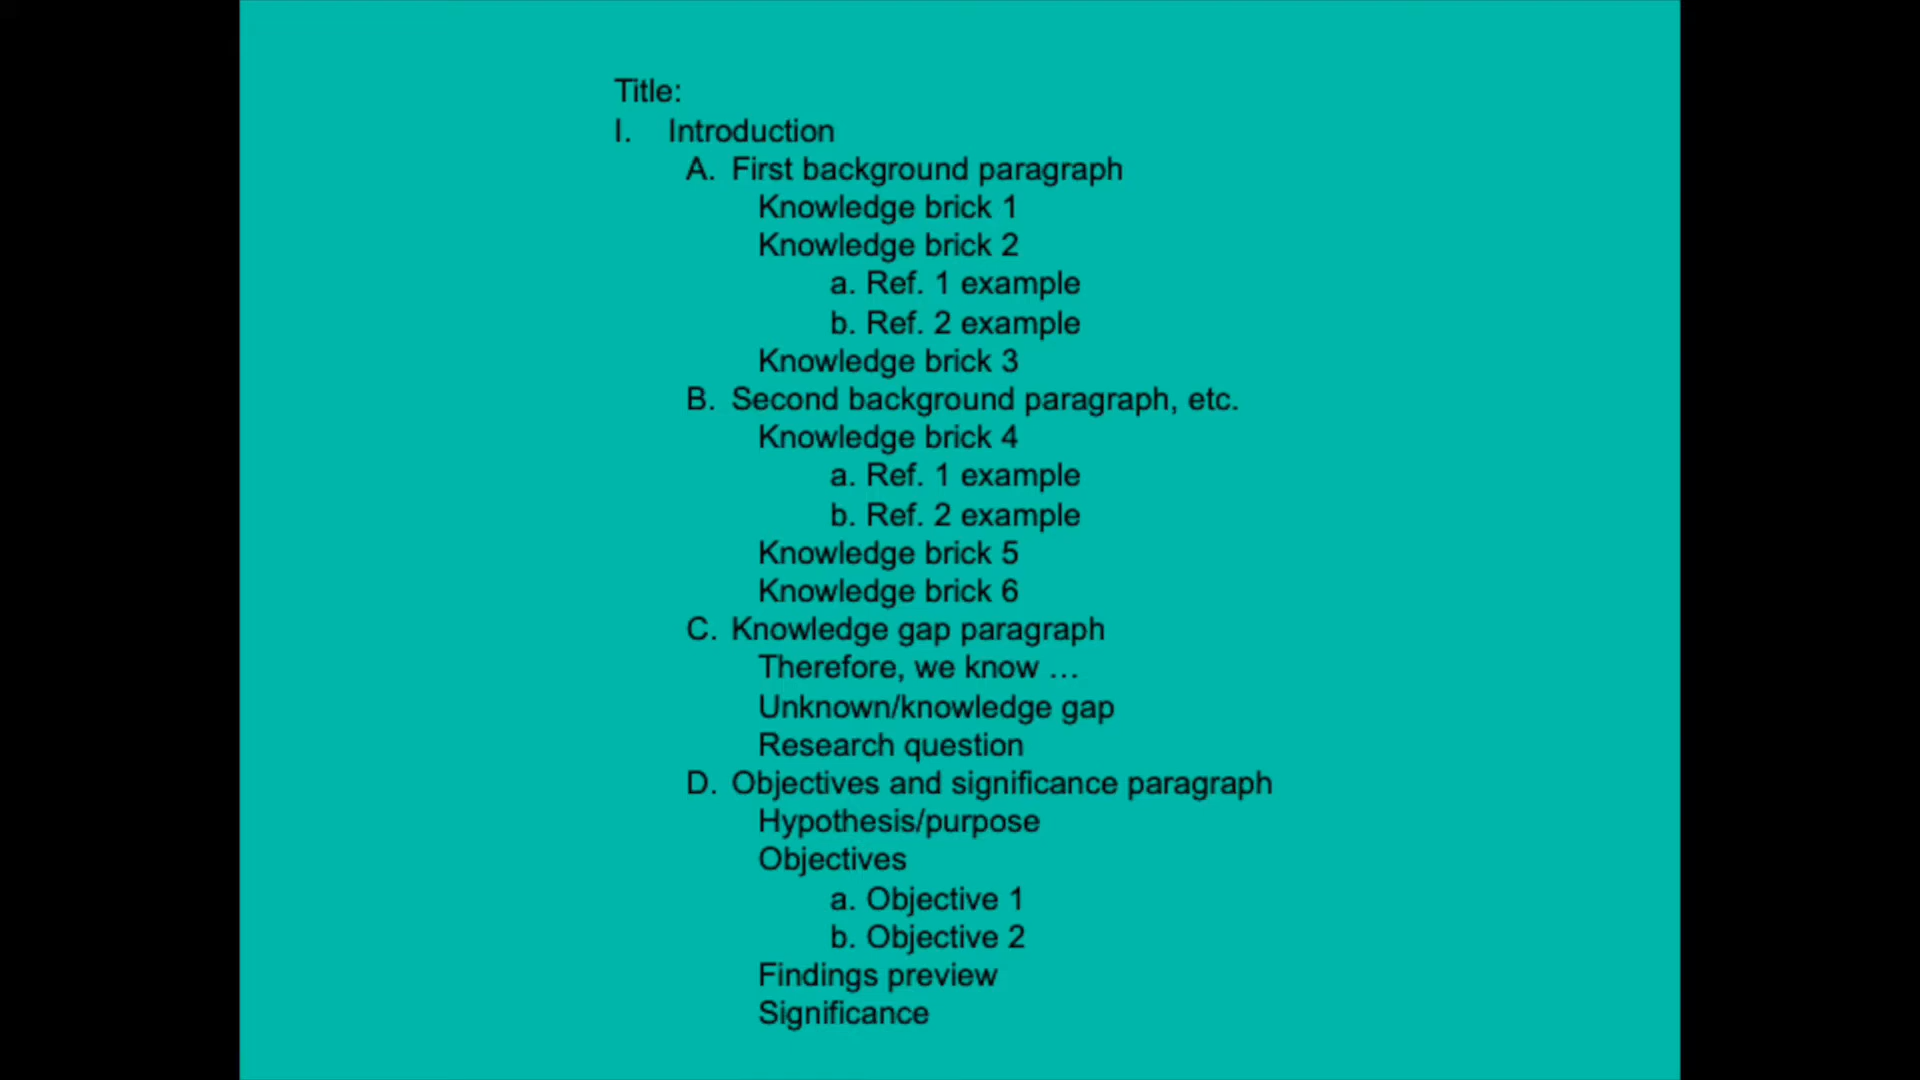 Title:
I. Introduction
A. First background paragraph
Knowledge brick 1
Knowledge brick 2
a. Ref. 1 example
b. Ref. 2 example
Knowledge brick 3
B. Second background paragraph, etc.
Knowledge brick 4
a. Ref. 1 example
b. Ref. 2 example
Knowledge brick 5
Knowledge brick 6
C. Knowledge gap paragraph
Therefore, we know …
Unknown/knowledge gap
Research question
D. Objectives and significance paragraph
Hypothesis/purpose
Objectives
a. Objective 1
b. Objective 2
Findings preview
Significance